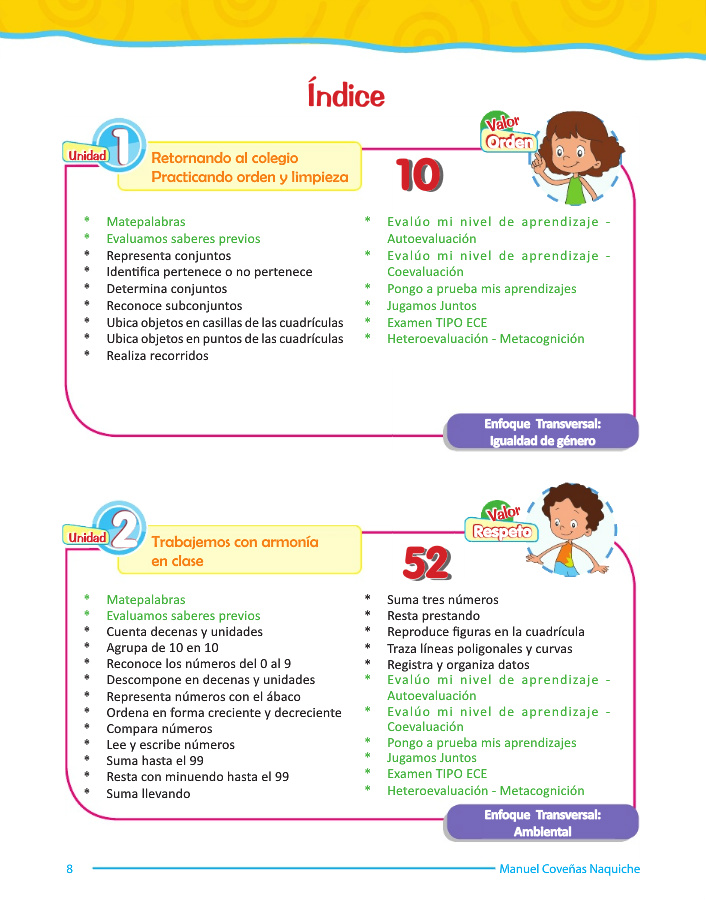 Índice
Unidad 1
Retornando al colegio
Practicando orden y limpieza
10
Valor
Orden
* Matepalabras
* Evaluamos saberes previos
* Representa conjuntos
* Identifica pertenece o no pertenece
* Determina conjuntos
* Reconoce subconjuntos
* Ubica objetos en casillas de las cuadrículas
* Ubica objetos en puntos de las cuadrículas
* Realiza recorridos
* Evalúo mi nivel de aprendizaje -
Autoevaluación
* Evalúo mi nivel de aprendizaje -
Coevaluación
* Pongo a prueba mis aprendizajes
* Jugamos Juntos
* Examen TIPO ECE
* Heteroevaluación - Metacognición
Enfoque Transversal:
Igualdad de género
Unidad 2
Trabajemos con armonía
en clase
52
Valor
Respeto
* Matepalabras
* Evaluamos saberes previos
* Cuenta decenas y unidades
* Agrupa de 10 en 10
* Reconoce los números del 0 al 9
* Descompone en decenas y unidades
* Representa números con el ábaco
* Ordena en forma creciente y decreciente
* Compara números
* Lee y escribe números
* Suma hasta el 99
* Resta con minuendo hasta el 99
* Suma llevando
* Suma tres números
* Resta prestando
* Reproduce figuras en la cuadrícula
* Traza líneas poligonales y curvas
* Registra y organiza datos
* Evalúo mi nivel de aprendizaje -
Autoevaluación
* Evalúo mi nivel de aprendizaje -
Coevaluación
* Pongo a prueba mis aprendizajes
* Jugamos Juntos
* Examen TIPO ECE
* Heteroevaluación - Metacognición
Enfoque Transversal:
Ambiental
8
Manuel Coveñas Naquiche